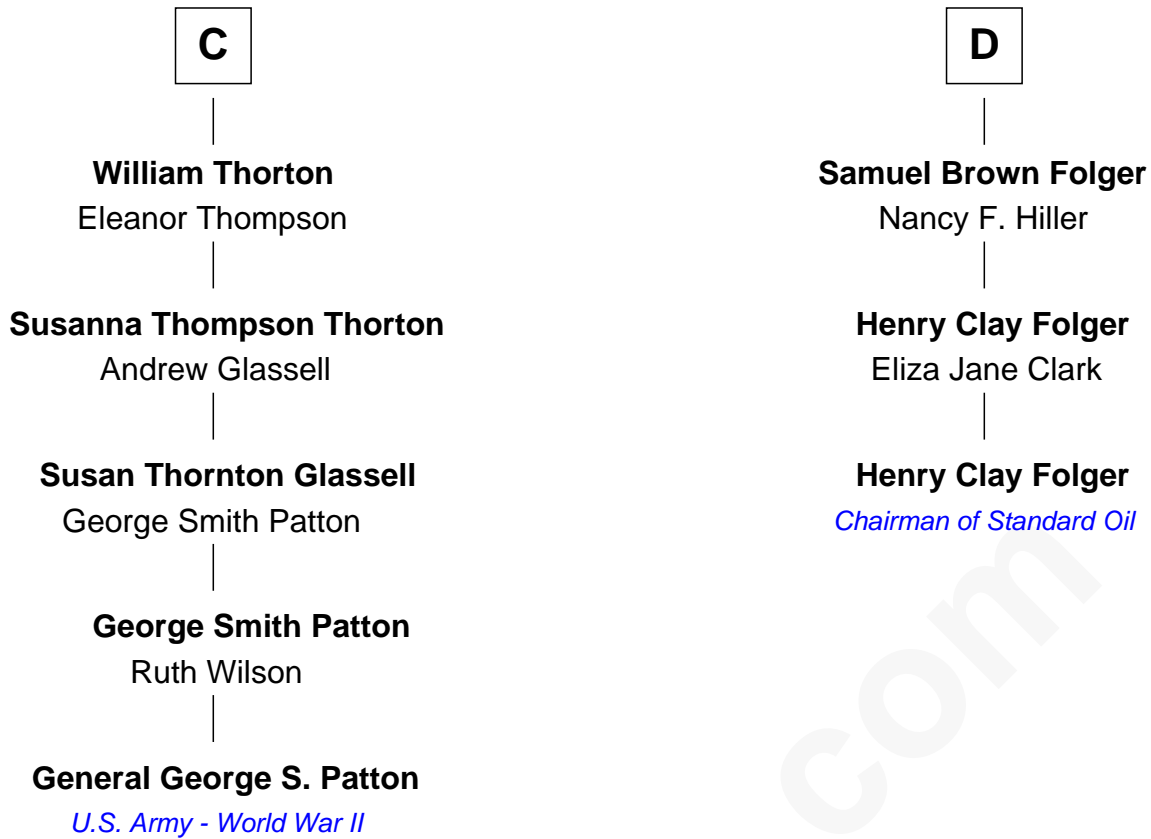 C
William Thorton
Eleanor Thompson
Susanna Thompson Thorton
Andrew Glassell
Susan Thornton Glassell
George Smith Patton
George Smith Patton
Ruth Wilson
General George S. Patton
U.S. Army - World War II
D
Samuel Brown Folger
Nancy F. Hiller
Henry Clay Folger
Eliza Jane Clark
Henry Clay Folger
Chairman of Standard Oil
com